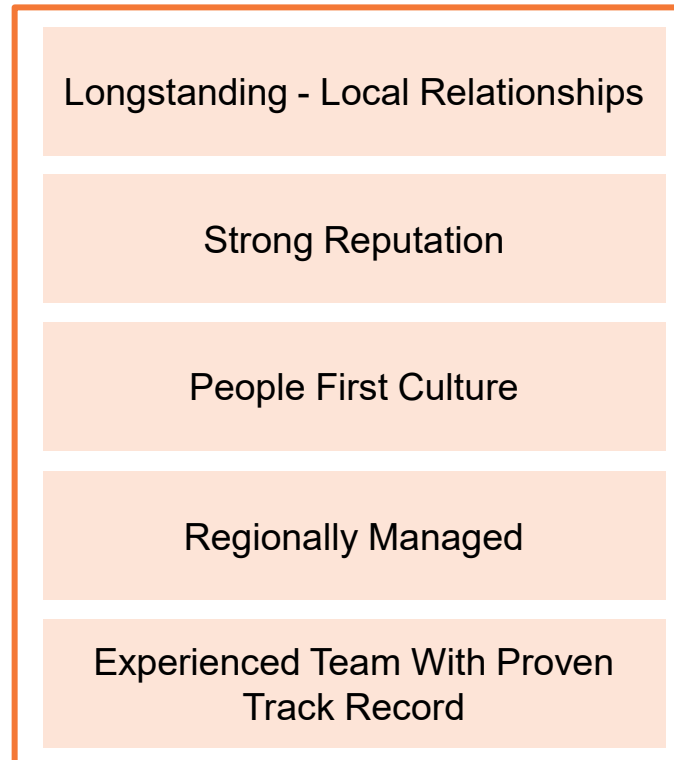 Longstanding - Local Relationships
Strong Reputation
People First Culture
Regionally Managed
Experienced Team With Proven
Track Record